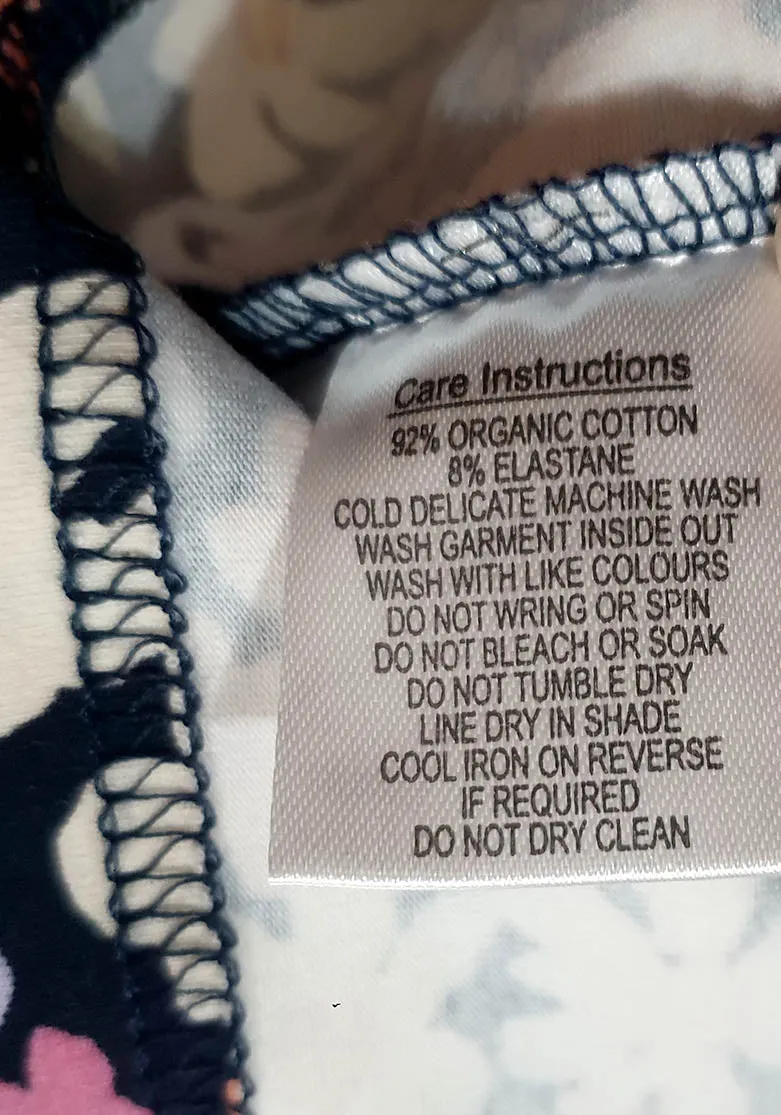 Care Instructions
92% ORGANIC COTTON
8% ELASTANE
COLD DELICATE MACHINE WASH
WASH GARMENT INSIDE OUT
WASH WITH LIKE COLOURS
DO NOT WRING OR SPIN
DO NOT BLEACH OR SOAK
DO NOT TUMBLE DRY
LINE DRY IN SHADE
COOL IRON ON REVERSE
IF REQUIRED
DO NOT DRY CLEAN